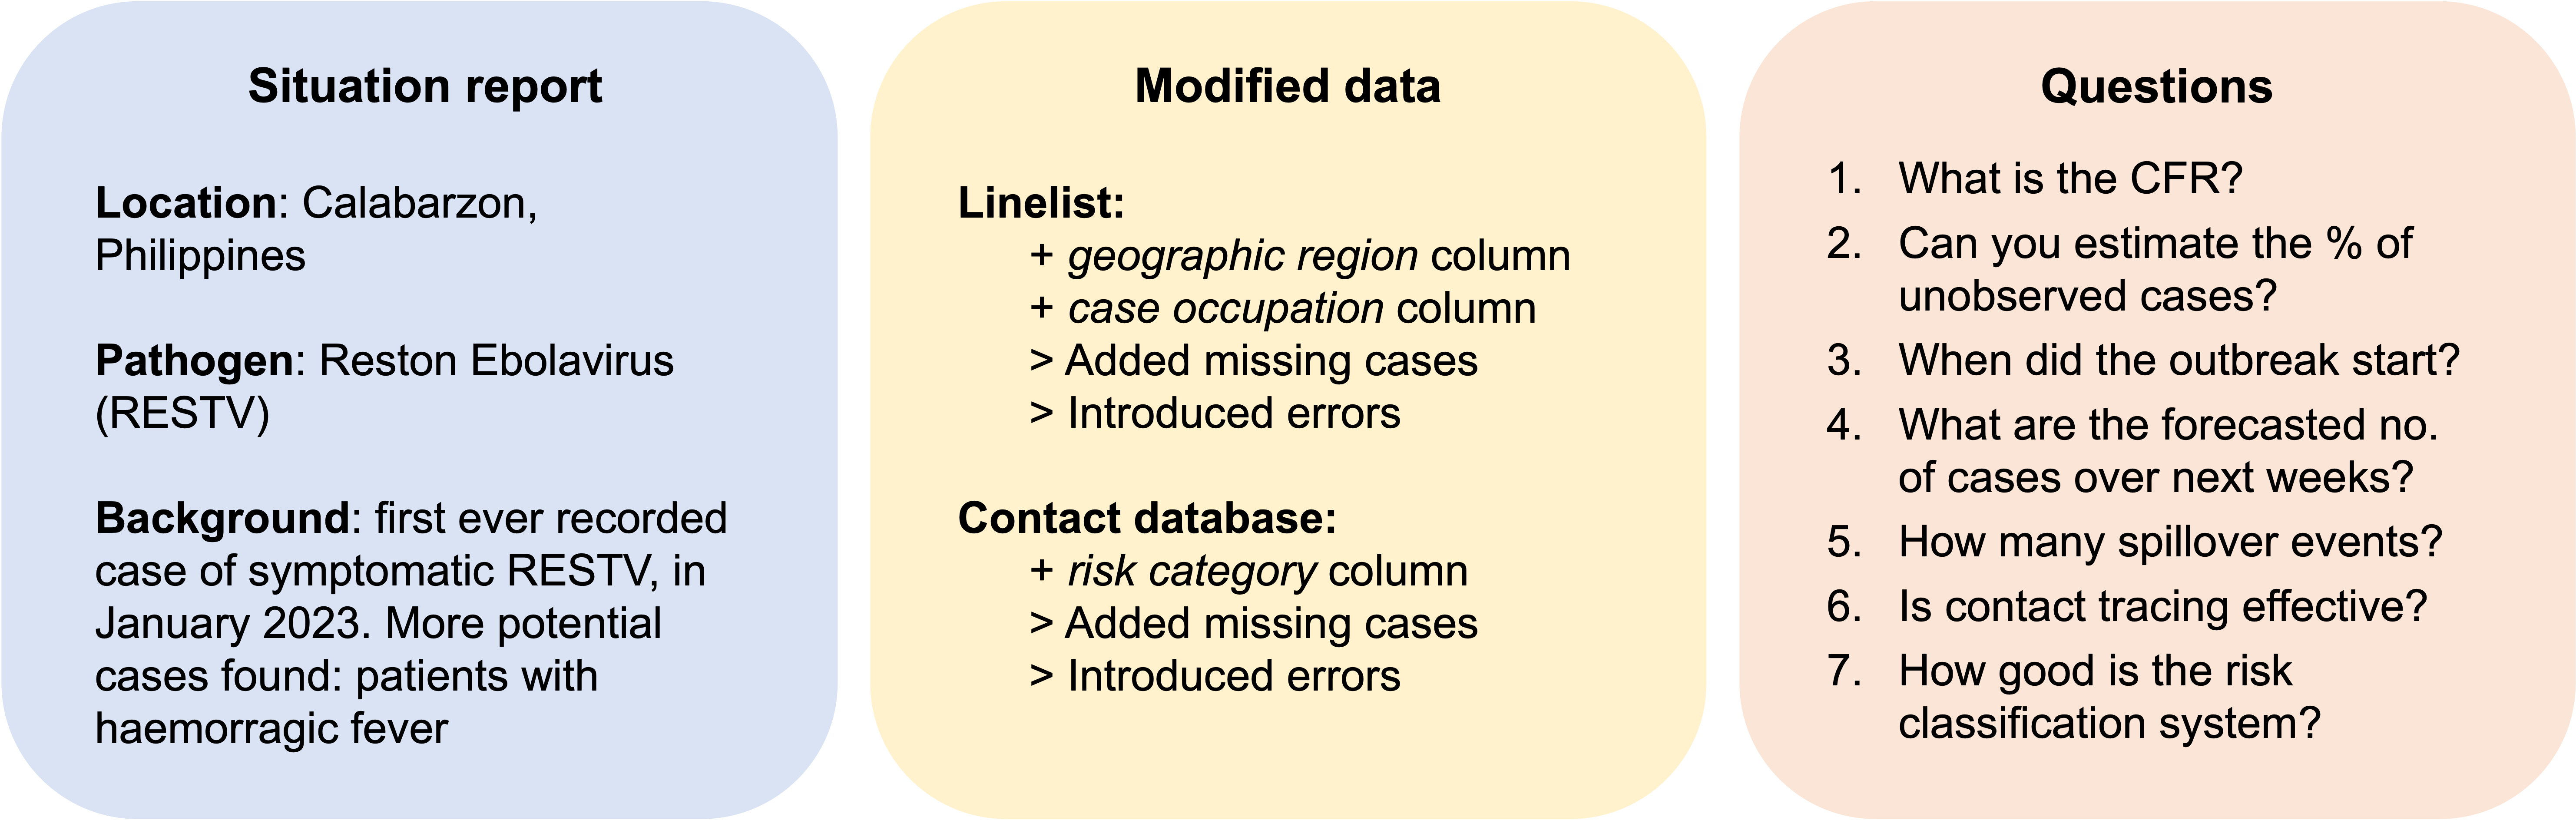 Situation report
Location: Calabarzon,
Philippines
Pathogen: Reston Ebolavirus
(RESTV)
Background: first ever recorded
case of symptomatic RESTV, in
January 2023. More potential
cases found: patients with
haemorragic fever
Modified data
Linelist:
+ geographic region column
+ case occupation column
> Added missing cases
> Introduced errors
Contact database:
+ risk category column
> Added missing cases
> Introduced errors
Questions
1. What is the CFR?
2. Can you estimate the % of
unobserved cases?
3. When did the outbreak start?
4. What are the forecasted no.
of cases over next weeks?
5. How many spillover events?
6. Is contact tracing effective?
7. How good is the risk
classification system?